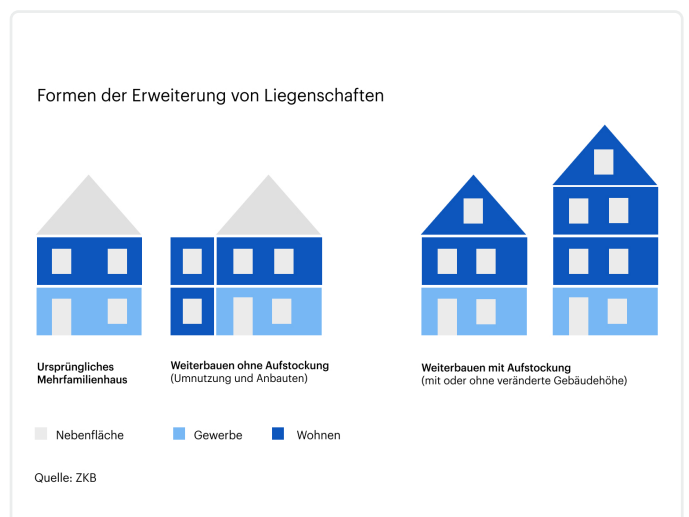 Formen der Erweiterung von Liegenschaften
Ursprüngliches
Mehrfamilienhaus
Weiterbauen ohne Aufstockung
(Umnutzung und Anbauten)
Weiterbauen mit Aufstockung
(mit oder ohne veränderte Gebäudehöhe)
Nebenfläche
Gewerbe
Wohnen
Quelle: ZKB